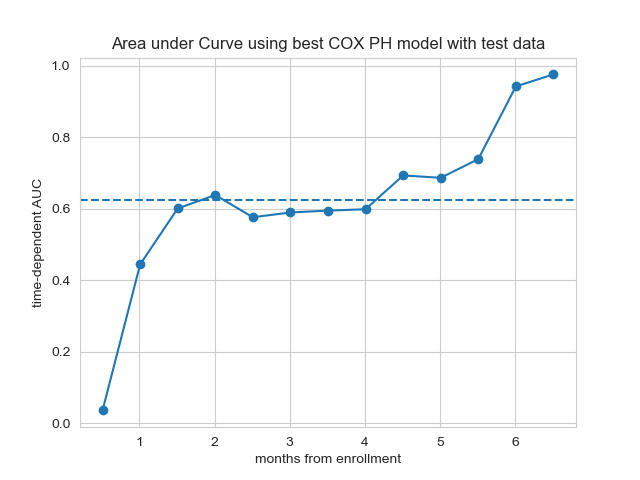 Area under Curve using best COX PH model with test data
time-dependent AUC
1.0
0.8
0.6
0.4
0.2
0.0
1 2 3 4 5 6
months from enrollment